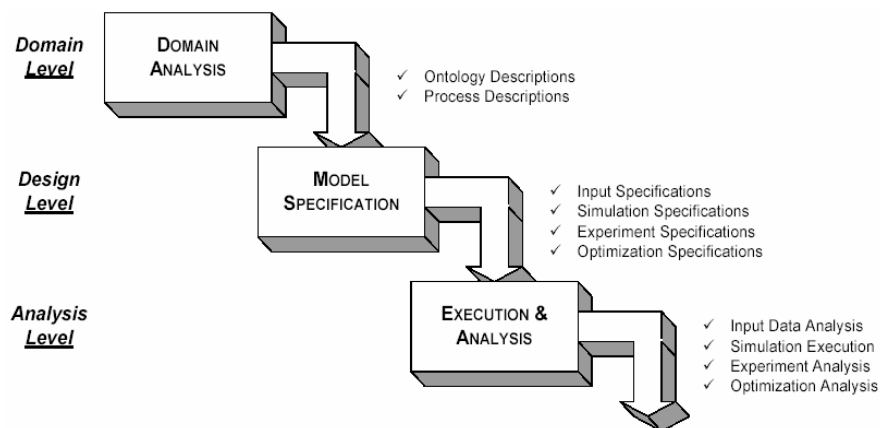 Domain
Level
DOMAIN
ANALYSIS
✓ Ontology Descriptions
✓ Process Descriptions
Design
Level
MODEL
SPECIFICATION
✓ Input Specifications
✓ Simulation Specifications
✓ Experiment Specifications
✓ Optimization Specifications
Analysis
Level
EXECUTION &
ANALYSIS
✓ Input Data Analysis
✓ Simulation Execution
✓ Experiment Analysis
✓ Optimization Analysis